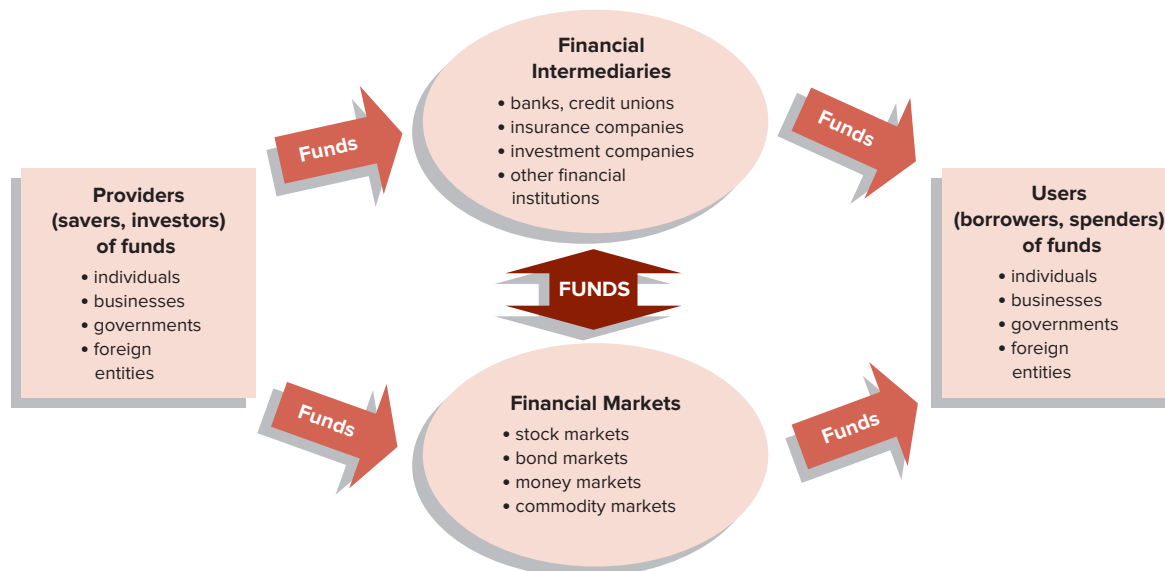 Financial
Intermediaries
• banks, credit unions
• insurance companies
• investment companies
• other financial
institutions
Funds
Funds
Providers
(savers, investors)
of funds
• individuals
• businesses
• governments
• foreign
entities
FUNDS
Users
(borrowers, spenders)
of funds
• individuals
• businesses
• governments
• foreign
entities
Funds
Funds
Financial Markets
• stock markets
• bond markets
• money markets
• commodity markets